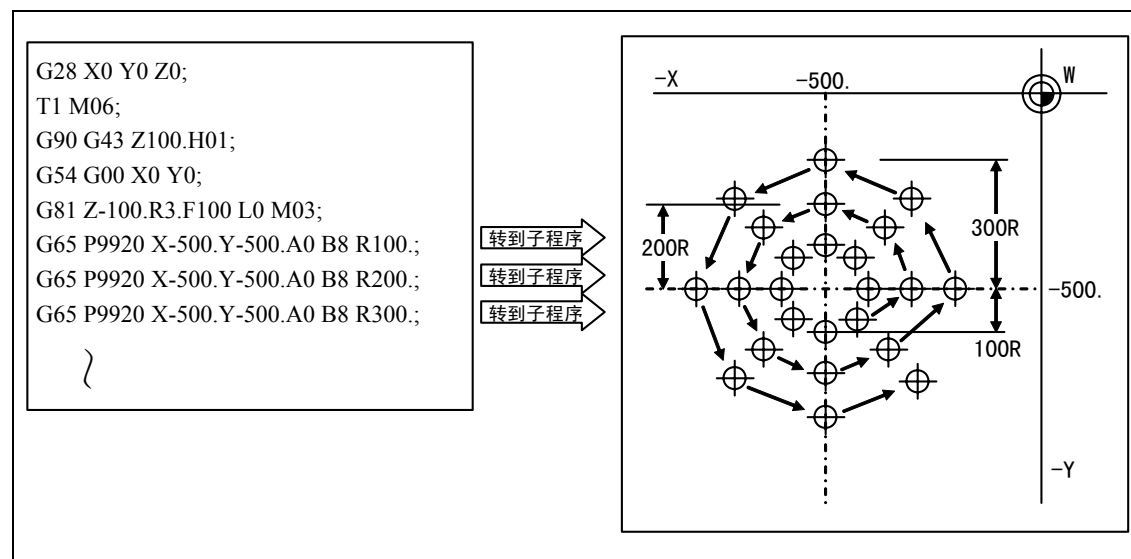 G28 X0 Y0 Z0;
T1 M06;
G90 G43 Z100.H01;
G54 G00 X0 Y0;
G81 Z-100.R3.F100 L0 M03;
G65 P9920 X-500.Y-500.A0 B8 R100.;
G65 P9920 X-500.Y-500.A0 B8 R200.;
G65 P9920 X-500.Y-500.A0 B8 R300.;
转到子程序
转到子程序
转到子程序
-X
-500.
W
200R
300R
-500.
100R
-Y